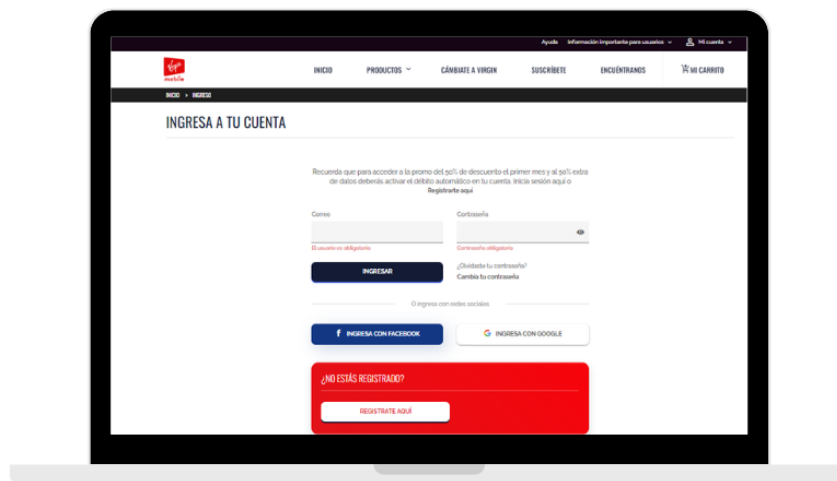 Ayuda Información importante para usuarios Mi cuenta
Virgin
mobile
INICIO PRODUCTOS CÁMBIATE A VIRGIN SUSCRÍBETE ENCUÉNTRANOS MI CARRITO
INICIO > INGRESO
INGRESA A TU CUENTA
Recuerda que para acceder a la promo del 50% de descuento el primer mes y al 50% extra
de datos deberás activar el débito automático en tu cuenta. Inicia sesión aquí o
Registrarte aquí
Correo Contraseña
El usuario es obligatorio Contraseña obligatoria
INGRESAR ¿Olvidaste tu contraseña?
Cambia tu contraseña
O ingresa con redes sociales
f INGRESA CON FACEBOOK G INGRESA CON GOOGLE
¿NO ESTÁS REGISTRADO?
REGISTRATE AQUÍ